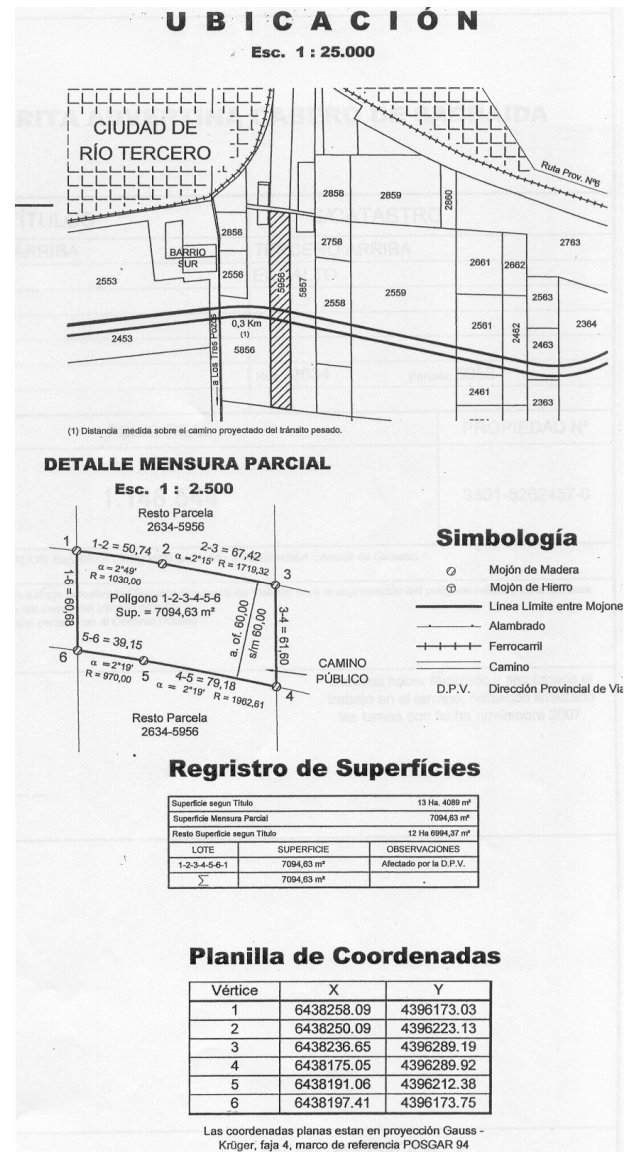 UBICACIÓN
Esc. 1 : 25.000
CIUDAD DE
RÍO TERCERO
Ruta Prov. Nº6
2858
2859
2860
2856
2758
2763
BARRIO
SUR
2661
2662
2553
2556
5956
5857
2558
2559
2563
0,3 Km
(1)
2561
2462
2364
2453
a Los Tres Pozos
5856
2463
2461
2363
(1) Distancia medida sobre el camino proyectado del tránsito pesado.
DETALLE MENSURA PARCIAL
Esc. 1 : 2.500
Resto Parcela
2634-5956
1
1-2 = 50,74
2
2-3 = 67,42
α = 2°49'
R = 1030,00
α =2°15' R = 1719,32
3
Polígono 1-2-3-4-5-6
Sup. = 7094,63 m²
6-1 = 60,68
a. of. 60,00
s/m 60,00
3-4 = 61,60
5-6 = 39,15
6
α = 2°19'
R = 970,00
5
4-5 = 79,18
α = 2°19' R = 1962,61
4
CAMINO
PÚBLICO
Resto Parcela
2634-5956
Simbología
Mojón de Madera
Mojón de Hierro
Línea Límite entre Mojone
Alambrado
Ferrocarril
Camino
D.P.V. Dirección Provincial de Via
Regristro de Superfícies
Superficie segun Título 13 Ha. 4089 m²
Superficie Mensura Parcial 7094,63 m²
Resto Superficie segun Título 12 Ha 6994,37 m²
LOTE SUPERFICIE OBSERVACIONES
1-2-3-4-5-6-1 7094,63 m² Afectado por la D.P.V.
Σ 7094,63 m² -
Planilla de Coordenadas
Vértice X Y
1 6438258.09 4396173.03
2 6438250.09 4396223.13
3 6438236.65 4396289.19
4 6438175.05 4396289.92
5 6438191.06 4396212.38
6 6438197.41 4396173.75
Las coordenadas planas estan en proyección Gauss -
Krüger, faja 4, marco de referencia POSGAR 94